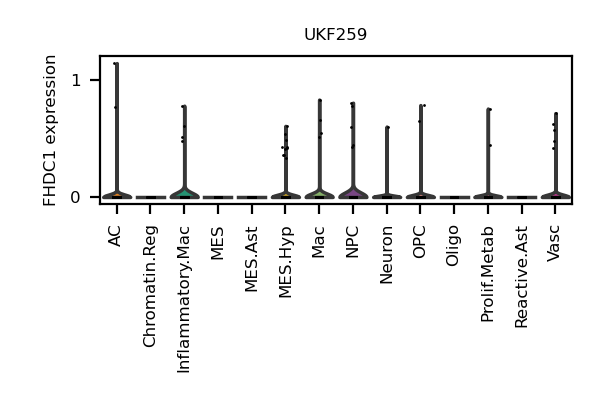 UKF259
FHDC1 expression
1
0
AC
Chromatin.Reg
Inflammatory.Mac
MES
MES.Ast
MES.Hyp
Mac
NPC
Neuron
OPC
Oligo
Prolif.Metab
Reactive.Ast
Vasc